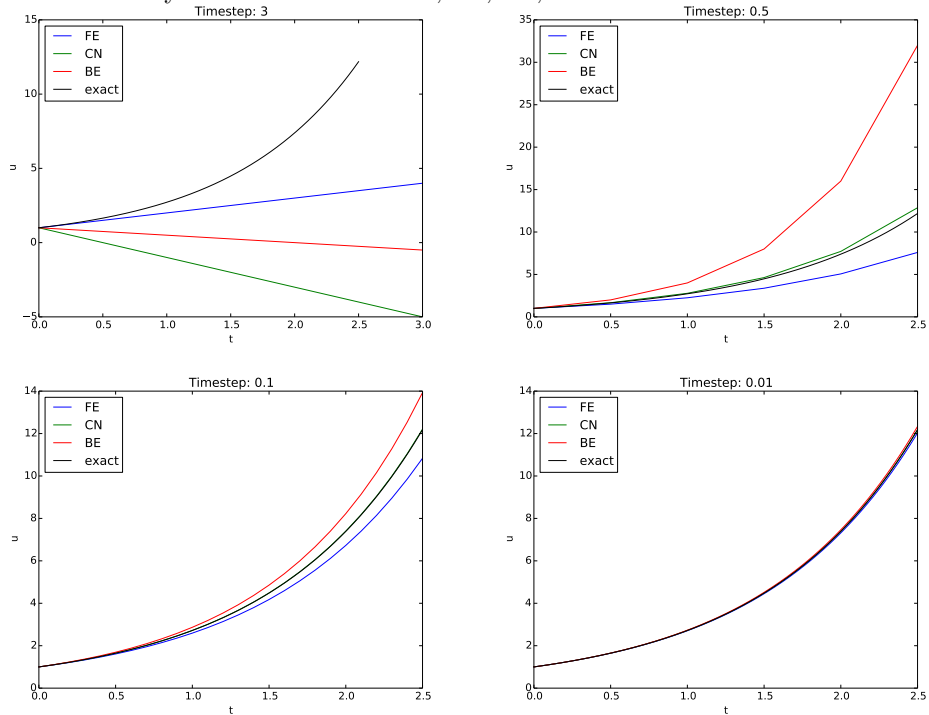 Timestep: 3
15
10
5
0
−5
0.0 0.5 1.0 1.5 2.0 2.5 3.0
u
t
FE
CN
BE
exact
Timestep: 0.5
35
30
25
20
15
10
5
0
0.0 0.5 1.0 1.5 2.0 2.5
u
t
FE
CN
BE
exact
Timestep: 0.1
14
12
10
8
6
4
2
0
0.0 0.5 1.0 1.5 2.0 2.5
u
t
FE
CN
BE
exact
Timestep: 0.01
14
12
10
8
6
4
2
0
0.0 0.5 1.0 1.5 2.0 2.5
u
t
FE
CN
BE
exact